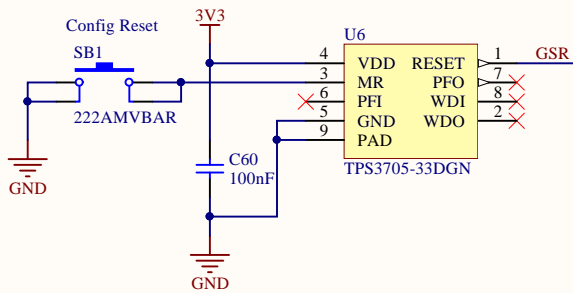 Config Reset
SB1
222AMVBAR
GND
3V3
C60
100nF
GND
U6
4 VDD RESET 1 GSR
3 MR PFO 7
6 PFI WDI 8
5 GND WDO 2
9 PAD
TPS3705-33DGN